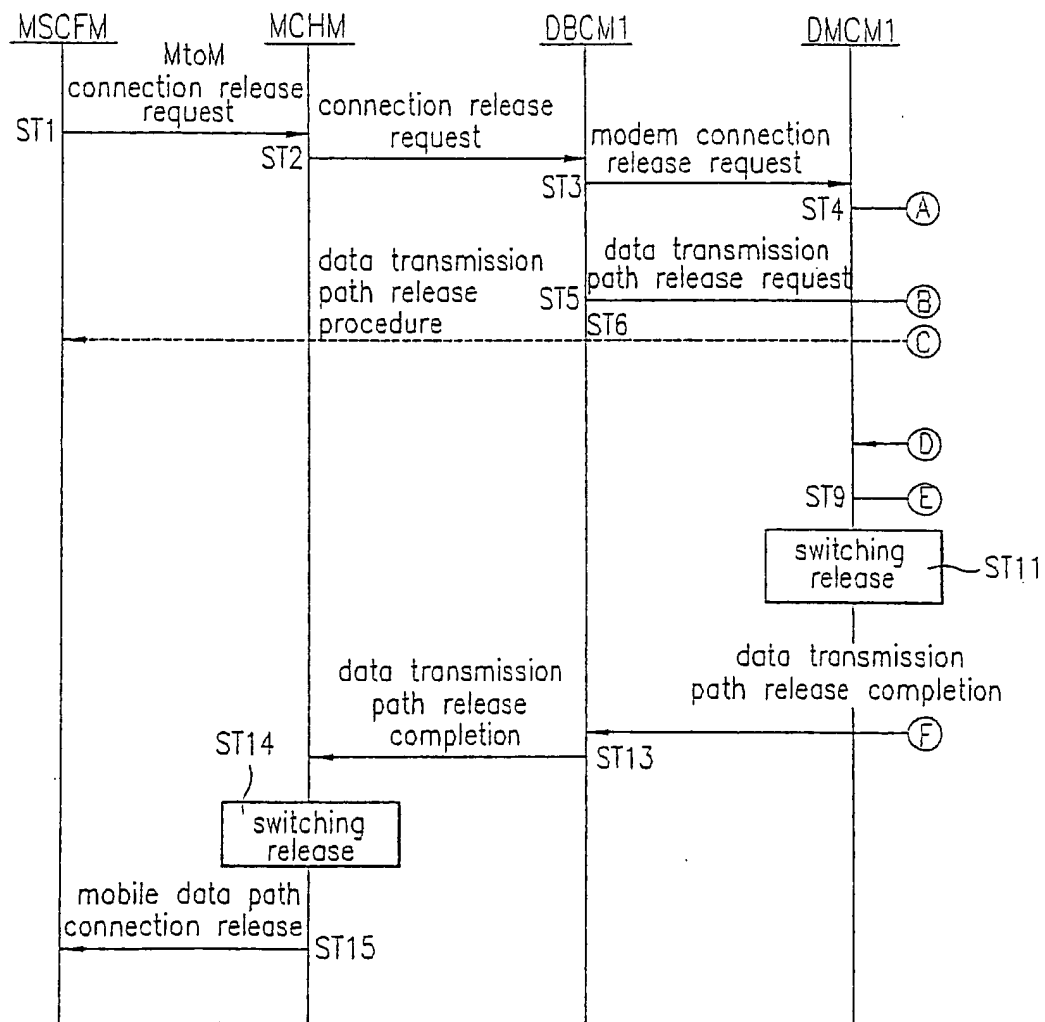 MSCFM
MCHM
DBCM1
DMCM1
MtoM
connection release
request
ST1
connection release
request
ST2
modem connection
release request
ST3
ST4
A
data transmission
path release
procedure
data transmission
path release request
ST5
B
ST6
C
D
ST9
E
switching
release
ST11
data transmission
path release completion
F
data transmission
path release
completion
ST13
ST14
switching
release
mobile data path
connection release
ST15